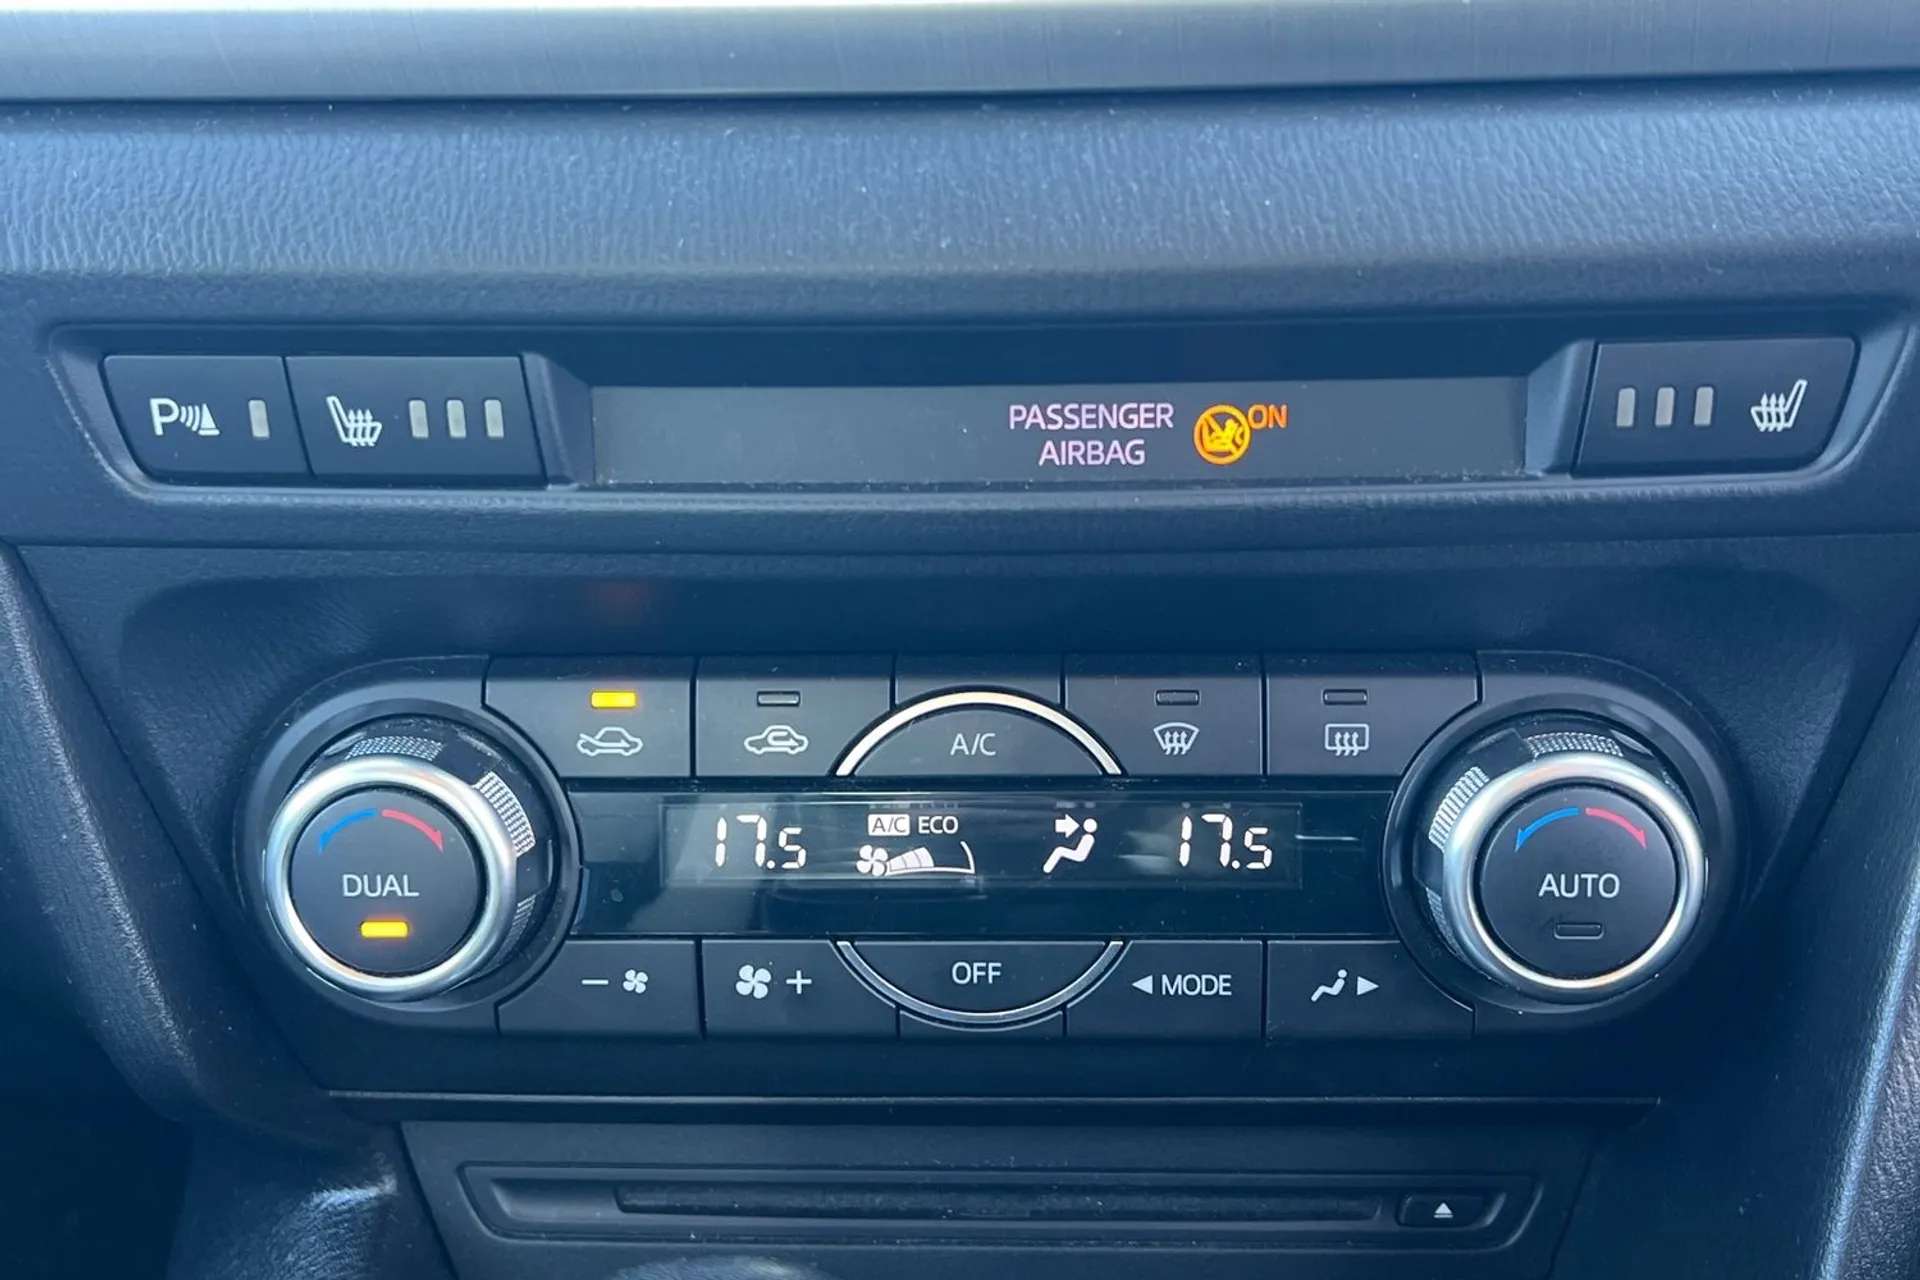 P
PASSENGER ON
AIRBAG
A/C
17.5 A/C ECO 17.5
DUAL AUTO
- + OFF ◄ MODE ►